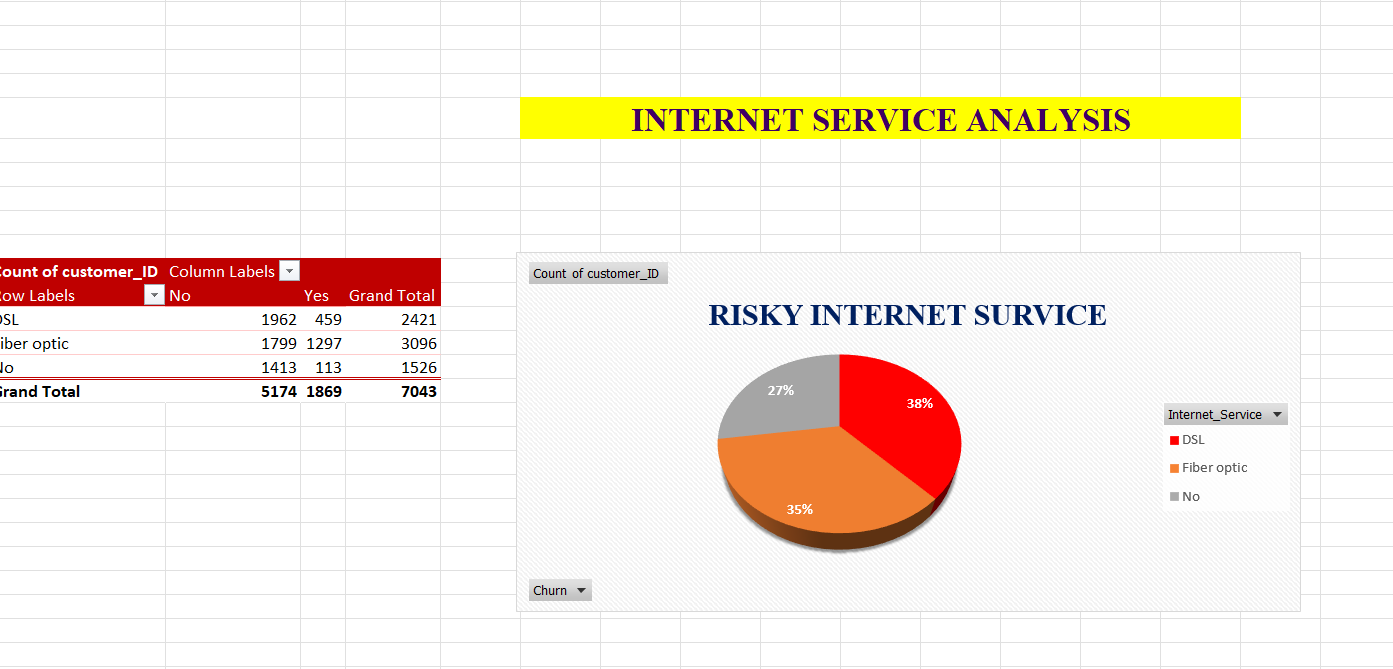 INTERNET SERVICE ANALYSIS
Count of customer_ID Column Labels
Row Labels No Yes Grand Total
DSL 1962 459 2421
Fiber optic 1799 1297 3096
No 1413 113 1526
Grand Total 5174 1869 7043
Count of customer_ID
RISKY INTERNET SURVICE
27%
38%
35%
Internet_Service
DSL
Fiber optic
No
Churn